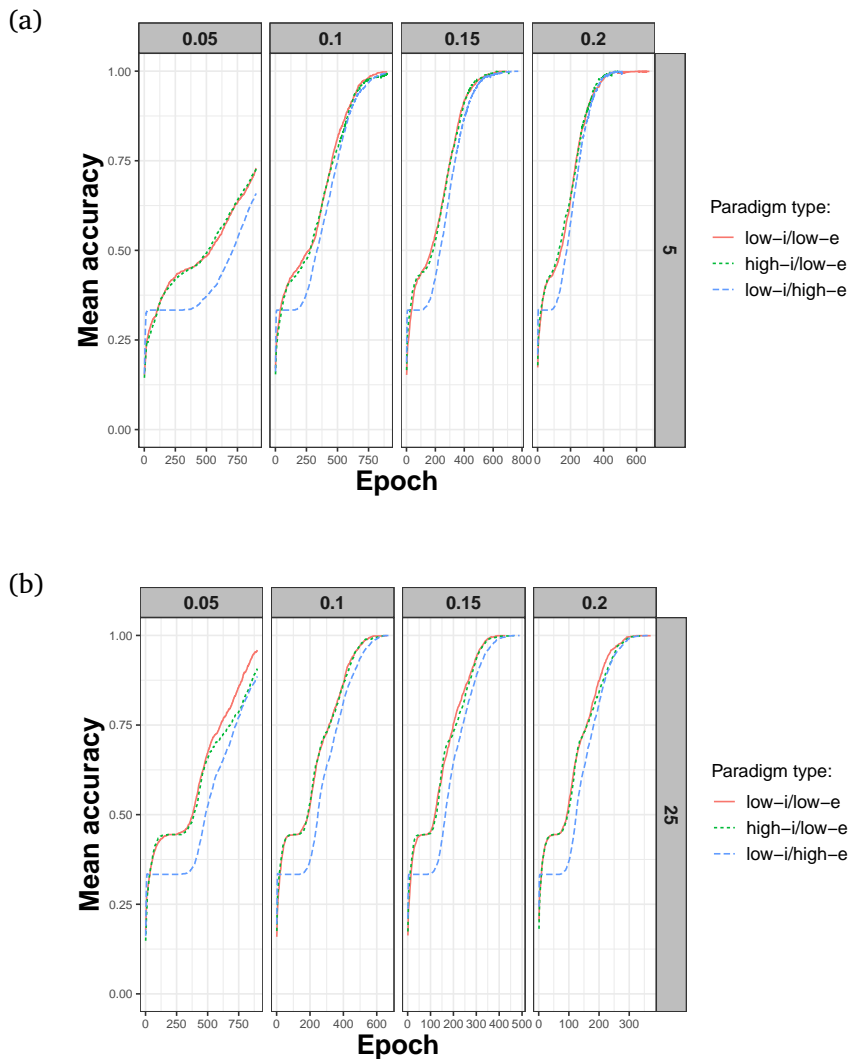 (a)
0.05 0.1 0.15 0.2
1.00
0.75
0.50
0.25
0.00
Mean accuracy
5
0 250 500 750 0 250 500 750 0 200 400 600 800 0 200 400 600
Epoch
Paradigm type:
low−i/low−e
high−i/low−e
low−i/high−e
(b)
0.05 0.1 0.15 0.2
1.00
0.75
0.50
0.25
0.00
Mean accuracy
25
0 250 500 750 0 200 400 600 0 100 200 300 400 500 0 100 200 300
Epoch
Paradigm type:
low−i/low−e
high−i/low−e
low−i/high−e